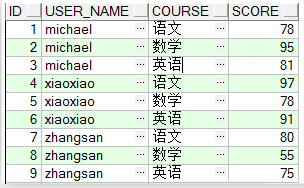 ID USER_NAME COURSE SCORE
1 michael ... 语文 ... 78
2 michael ... 数学 ... 95
3 michael ... 英语 ... 81
4 xiaoxiao ... 语文 ... 97
5 xiaoxiao ... 数学 ... 78
6 xiaoxiao ... 英语 ... 91
7 zhangsan ... 语文 ... 80
8 zhangsan ... 数学 ... 55
9 zhangsan ... 英语 ... 75